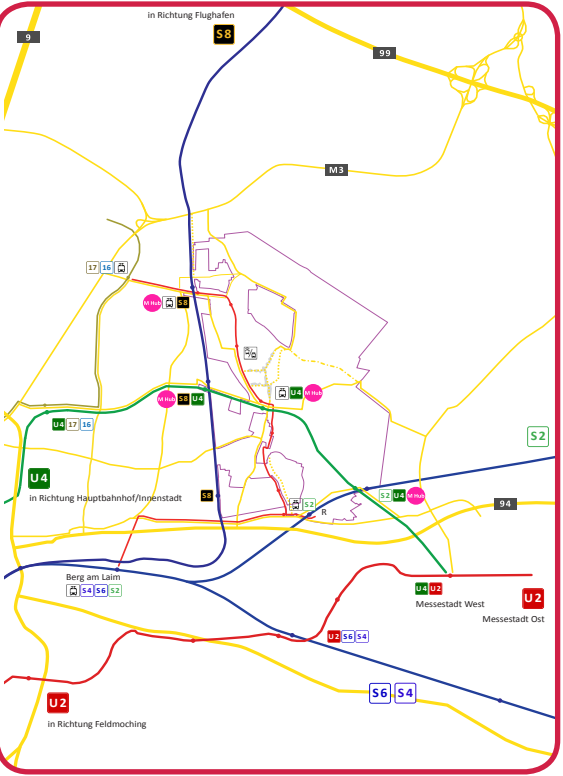 in Richtung Flughafen
S8
9
99
M3
17 16
M Hub S8
M Hub S8 U4
U4 M Hub
U4 17 16
S2
U4
in Richtung Hauptbahnhof/Innenstadt
S8
S2 U4 M Hub
S2
R
94
Berg am Laim
S4 S6 S2
U4 U2
Messestadt West
U2
Messestadt Ost
U2 S6 S4
S6 S4
U2
in Richtung Feldmoching